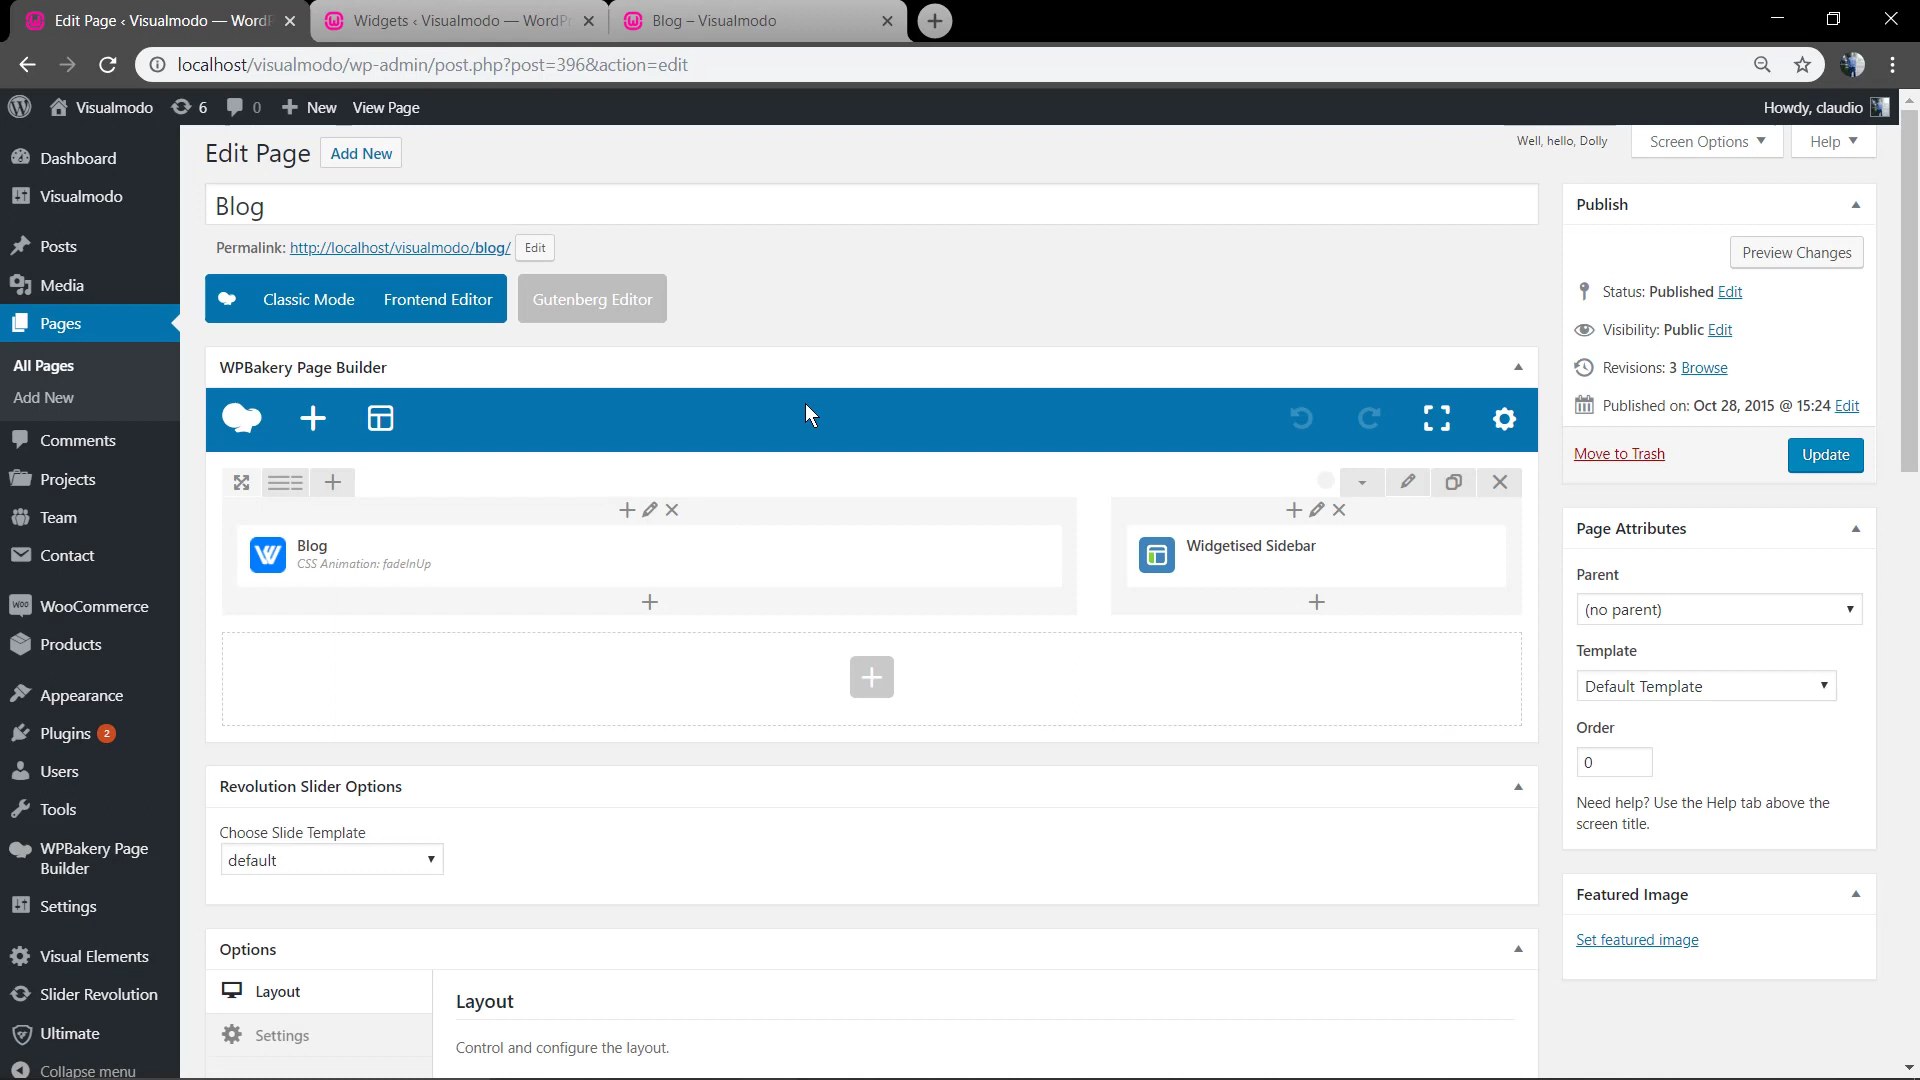 Edit Page ‹ Visualmodo — WordP
Widgets ‹ Visualmodo — WordP
Blog – Visualmodo
localhost/visualmodo/wp-admin/post.php?post=396&action=edit
Visualmodo
6
0
New
View Page
Howdy, claudio
Dashboard
Visualmodo
Posts
Media
Pages
All Pages
Add New
Comments
Projects
Team
Contact
WooCommerce
Products
Appearance
Plugins 2
Users
Tools
WPBakery Page
Builder
Settings
Visual Elements
Slider Revolution
Ultimate
Collapse menu
Edit Page
Add New
Well, hello, Dolly
Screen Options
Help
Blog
Permalink: http://localhost/visualmodo/blog/
Edit
Classic Mode
Frontend Editor
Gutenberg Editor
WPBakery Page Builder
Blog
CSS Animation: fadeInUp
Widgetised Sidebar
Revolution Slider Options
Choose Slide Template
default
Options
Layout
Settings
Layout
Control and configure the layout.
Publish
Preview Changes
Status: Published Edit
Visibility: Public Edit
Revisions: 3 Browse
Published on: Oct 28, 2015 @ 15:24 Edit
Move to Trash
Update
Page Attributes
Parent
(no parent)
Template
Default Template
Order
0
Need help? Use the Help tab above the
screen title.
Featured Image
Set featured image